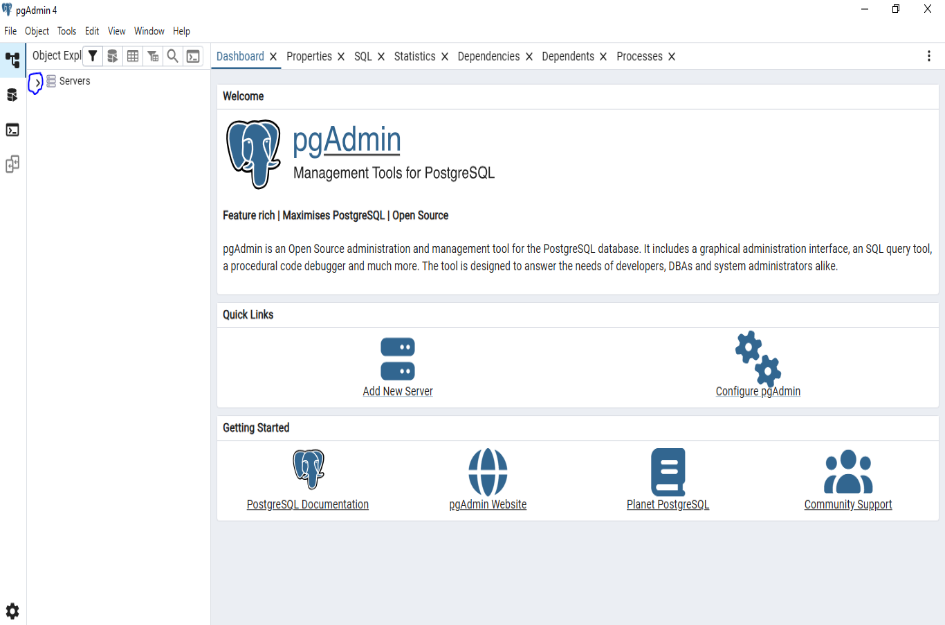 pgAdmin 4
File Object Tools Edit View Window Help
Object Expl
Dashboard Properties SQL Statistics Dependencies Dependents Processes
Servers
Welcome
pgAdmin
Management Tools for PostgreSQL
Feature rich | Maximises PostgreSQL | Open Source
pgAdmin is an Open Source administration and management tool for the PostgreSQL database. It includes a graphical administration interface, an SQL query tool,
a procedural code debugger and much more. The tool is designed to answer the needs of developers, DBAs and system administrators alike.
Quick Links
Add New Server Configure pgAdmin
Getting Started
PostgreSQL Documentation pgAdmin Website Planet PostgreSQL Community Support